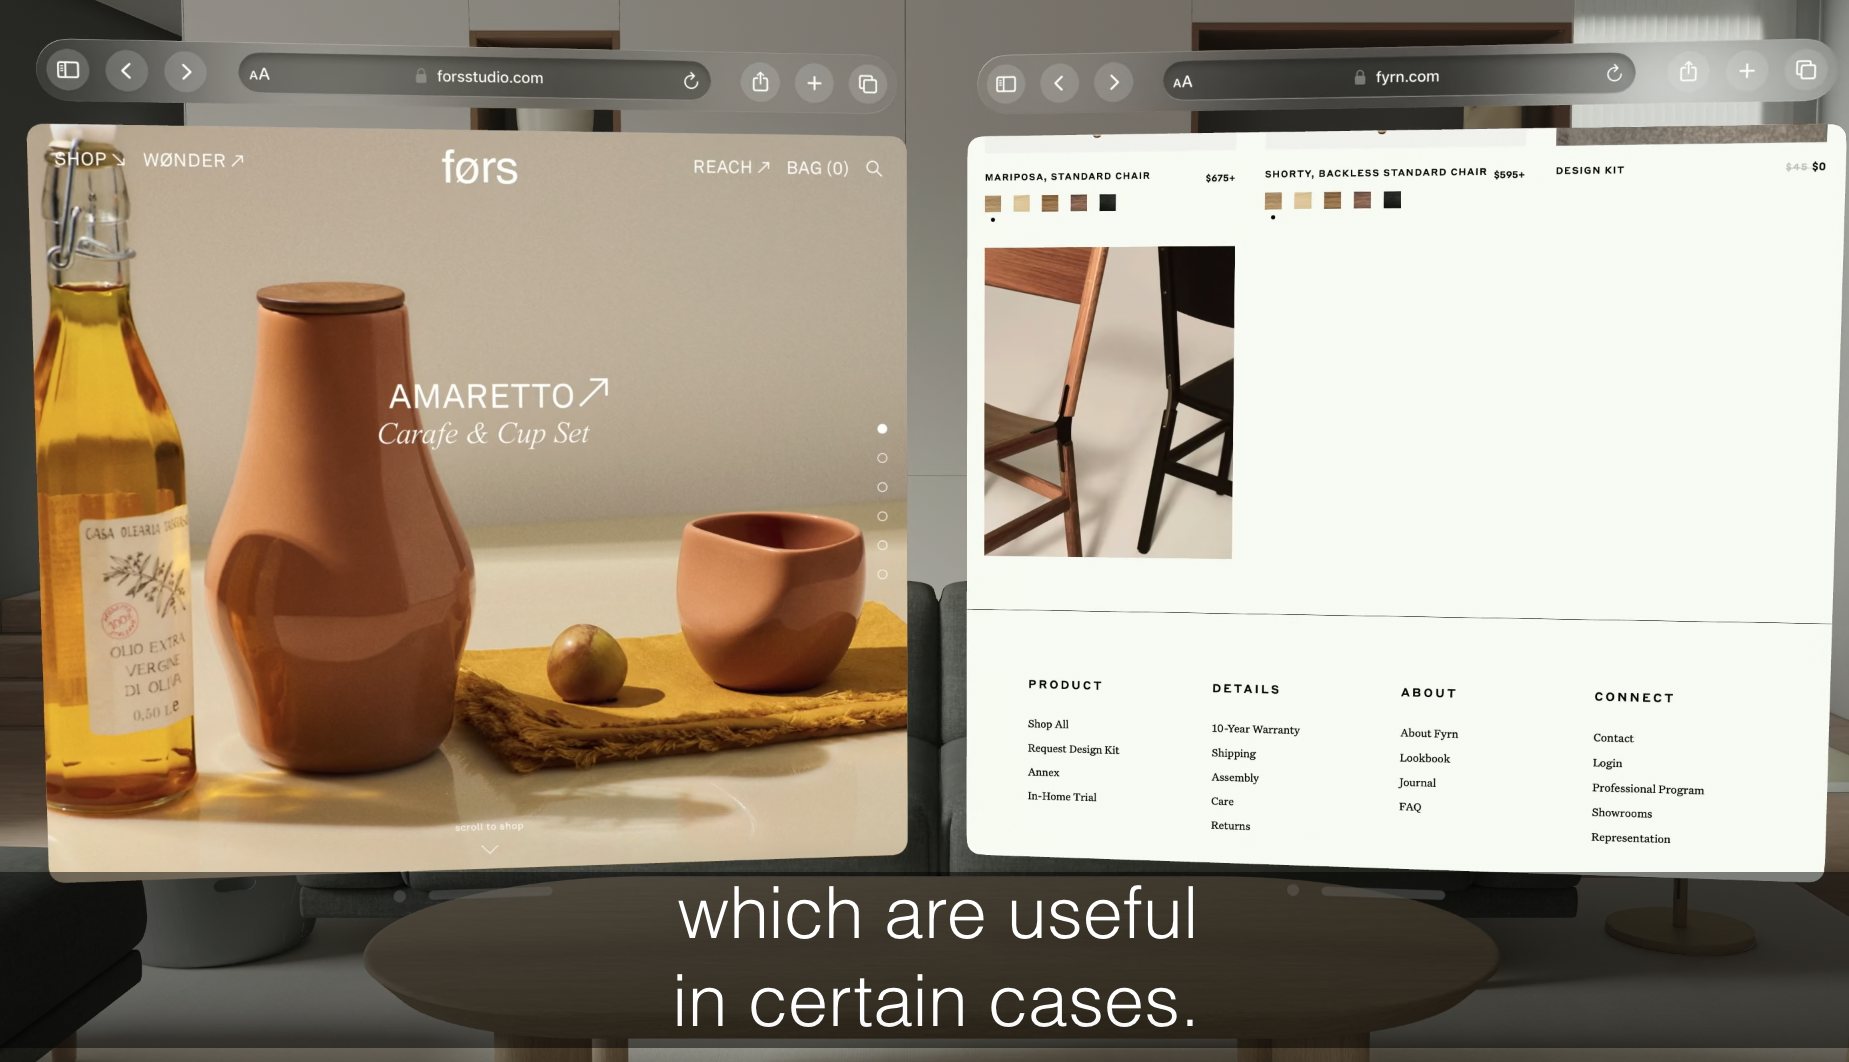 AA
forsstudio.com
SHOP ↘ WØNDER ↗
førs
REACH ↗ BAG (0)
AMARETTO ↗
Carafe & Cup Set
CASA OLEARIA
100%
OLIO EXTRA
VERGINE
DI OLIVA
0,50 L e
scroll to shop
AA
fyrn.com
MARIPOSA, STANDARD CHAIR $675+
SHORTY, BACKLESS STANDARD CHAIR $595+
DESIGN KIT $45 $0
PRODUCT
Shop All
Request Design Kit
Annex
In-Home Trial
DETAILS
10-Year Warranty
Shipping
Assembly
Care
Returns
ABOUT
About Fyrn
Lookbook
Journal
FAQ
CONNECT
Contact
Login
Professional Program
Showrooms
Representation
which are useful
in certain cases.